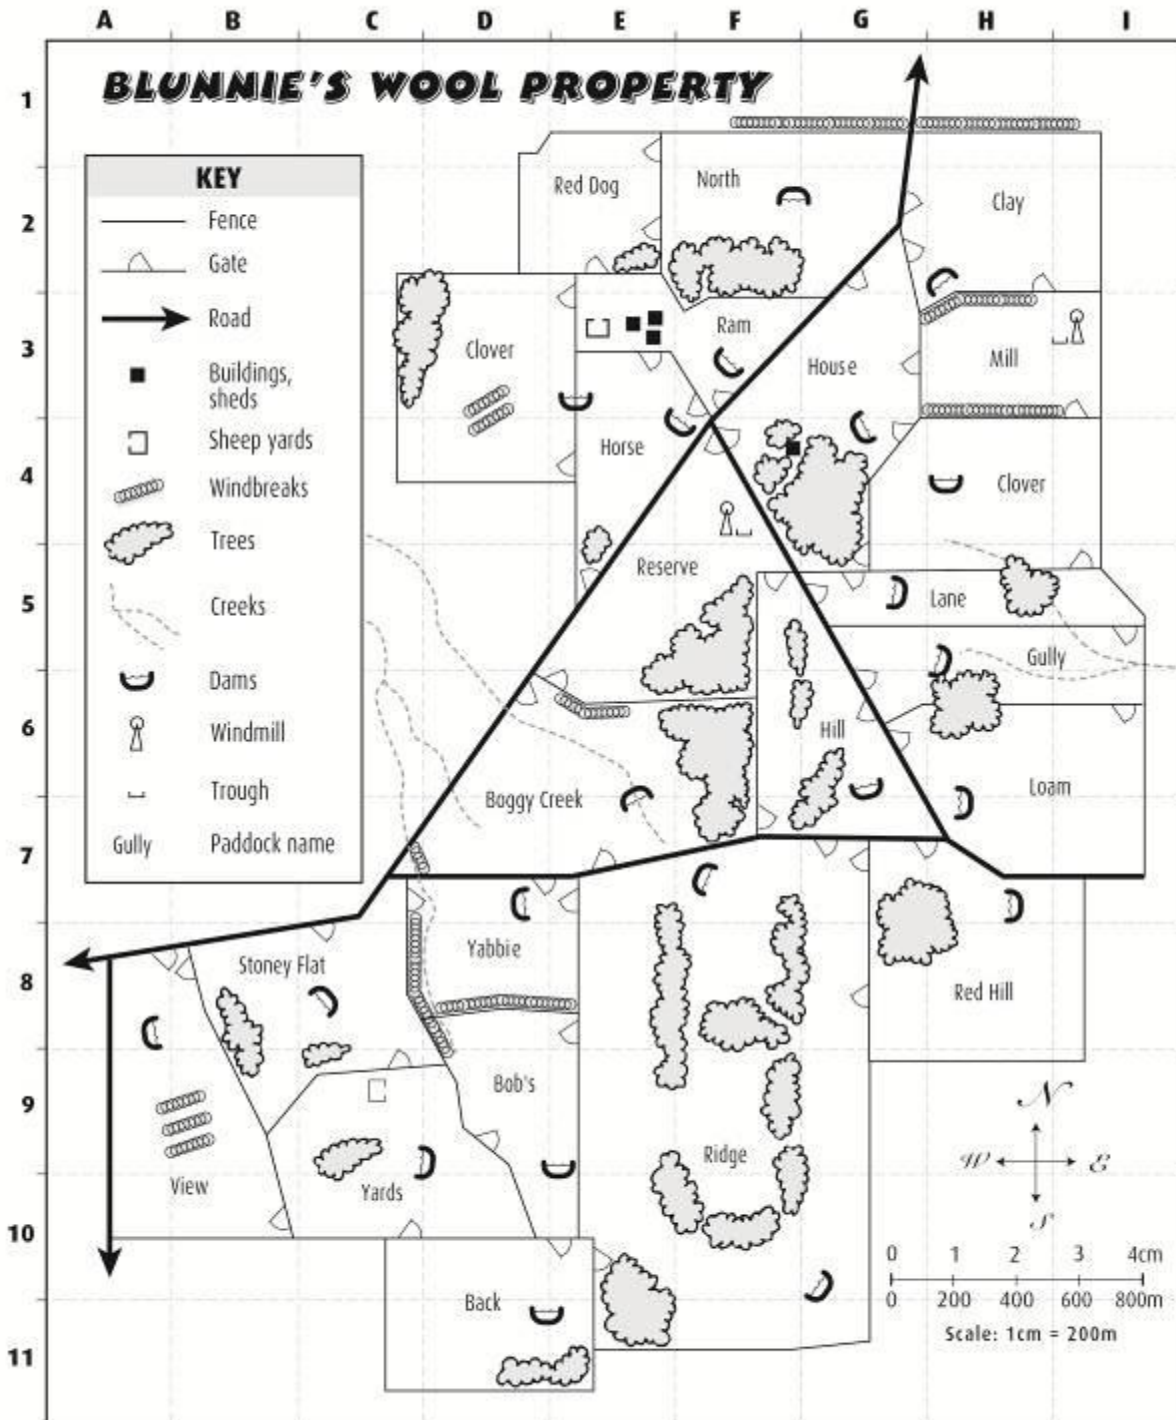 A B C D E F G H I
1
BLUNNIE'S WOOL PROPERTY
KEY
Fence
Gate
Road
Buildings,
sheds
Sheep yards
Windbreaks
Trees
Creeks
Dams
Windmill
Trough
Gully Paddock name
2
Red Dog
North
Clay
3
Clover
Ram
House
Mill
4
Horse
Clover
5
Reserve
Lane
Gully
6
Hill
Boggy Creek
Loam
7
8
Stoney Flat
Yabbie
Red Hill
9
Bob's
Ridge
View
Yards
10
Back
11
N
W E
S
0 1 2 3 4cm
0 200 400 600 800m
Scale: 1cm = 200m